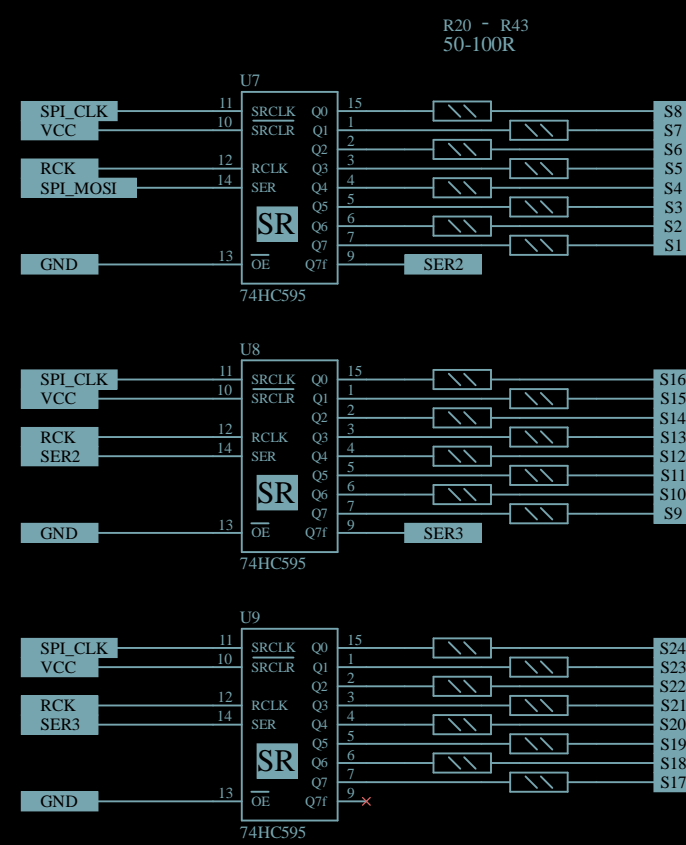 R20 - R43
50-100R
U7
SPI_CLK 11 SRCLK Q0 15 S8
VCC 10 SRCLR Q1 1 S7
Q2 2 S6
RCK 12 RCLK Q3 3 S5
SPI_MOSI 14 SER Q4 4 S4
Q5 5 S3
SR Q6 6 S2
Q7 7 S1
GND 13 OE Q7f 9 SER2
74HC595
U8
SPI_CLK 11 SRCLK Q0 15 S16
VCC 10 SRCLR Q1 1 S15
Q2 2 S14
RCK 12 RCLK Q3 3 S13
SER2 14 SER Q4 4 S12
Q5 5 S11
SR Q6 6 S10
Q7 7 S9
GND 13 OE Q7f 9 SER3
74HC595
U9
SPI_CLK 11 SRCLK Q0 15 S24
VCC 10 SRCLR Q1 1 S23
Q2 2 S22
RCK 12 RCLK Q3 3 S21
SER3 14 SER Q4 4 S20
Q5 5 S19
SR Q6 6 S18
Q7 7 S17
GND 13 OE Q7f 9
74HC595